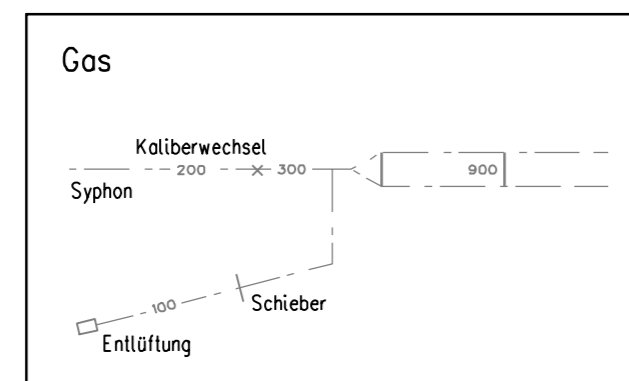 Gas
Kaliberwechsel
200 300 900
Syphon
100
Schieber
Entlüftung